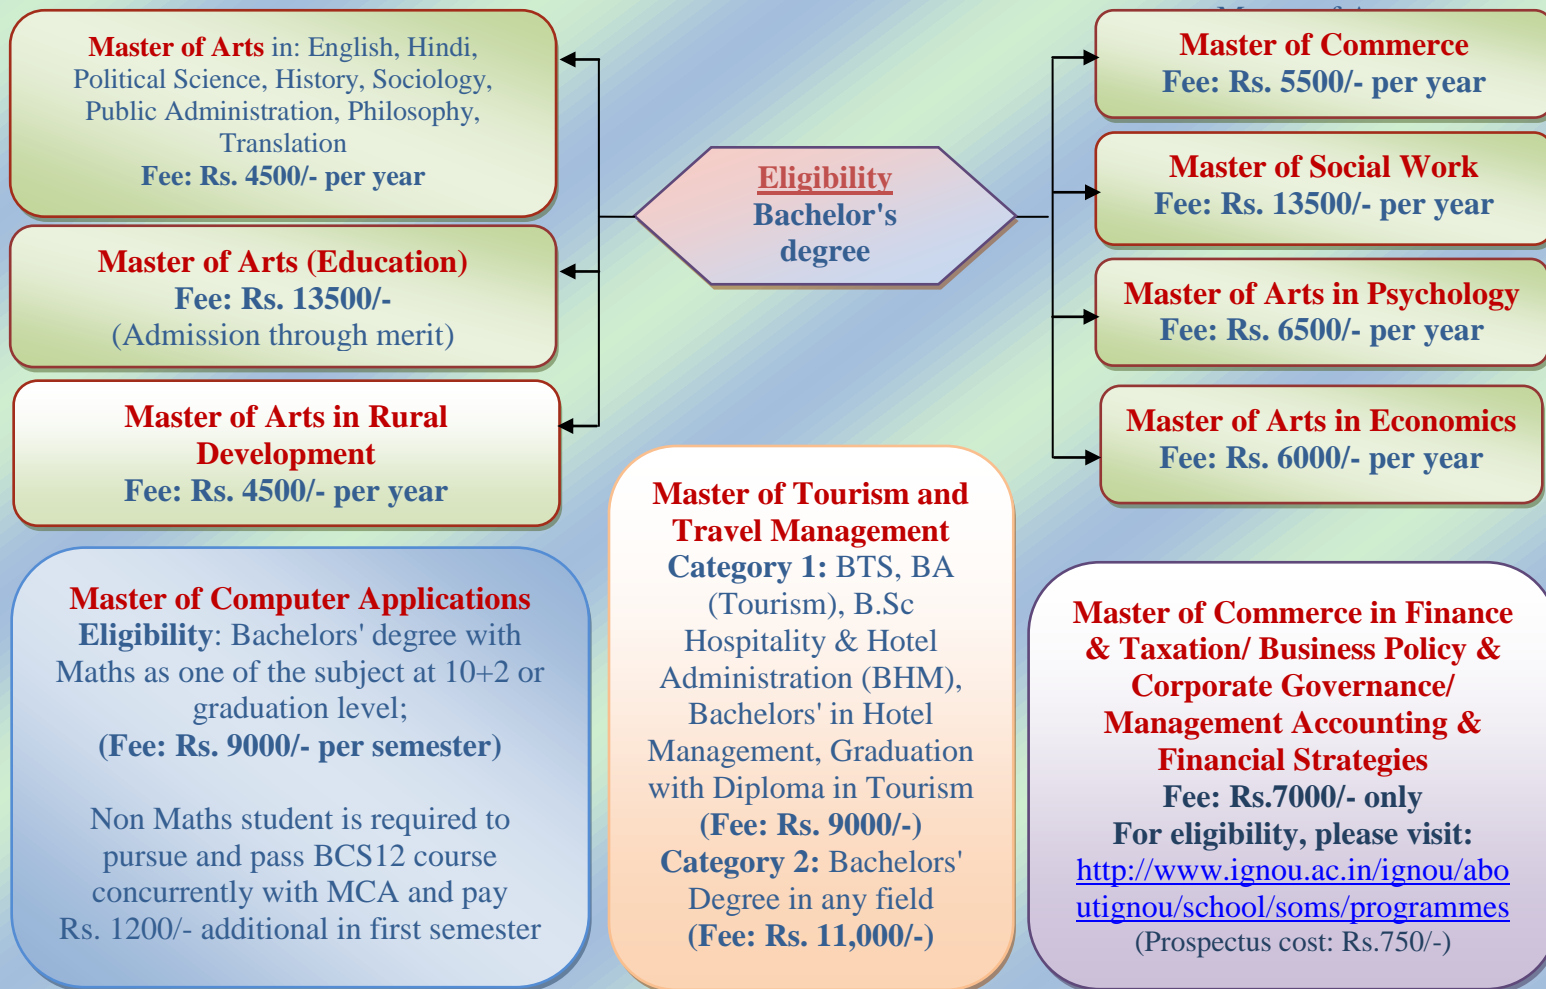 Master of Arts in: English, Hindi,
Political Science, History, Sociology,
Public Administration, Philosophy,
Translation
Fee: Rs. 4500/- per year
Master of Arts (Education)
Fee: Rs. 13500/-
(Admission through merit)
Master of Arts in Rural
Development
Fee: Rs. 4500/- per year
Eligibility
Bachelor's
degree
Master of Commerce
Fee: Rs. 5500/- per year
Master of Social Work
Fee: Rs. 13500/- per year
Master of Arts in Psychology
Fee: Rs. 6500/- per year
Master of Arts in Economics
Fee: Rs. 6000/- per year
Master of Computer Applications
Eligibility: Bachelors' degree with
Maths as one of the subject at 10+2 or
graduation level;
(Fee: Rs. 9000/- per semester)
Non Maths student is required to
pursue and pass BCS12 course
concurrently with MCA and pay
Rs. 1200/- additional in first semester
Master of Tourism and
Travel Management
Category 1: BTS, BA
(Tourism), B.Sc
Hospitality & Hotel
Administration (BHM),
Bachelors' in Hotel
Management, Graduation
with Diploma in Tourism
(Fee: Rs. 9000/-)
Category 2: Bachelors'
Degree in any field
(Fee: Rs. 11,000/-)
Master of Commerce in Finance
& Taxation/ Business Policy &
Corporate Governance/
Management Accounting &
Financial Strategies
Fee: Rs.7000/- only
For eligibility, please visit:
http://www.ignou.ac.in/ignou/abo
utignou/school/soms/programmes
(Prospectus cost: Rs.750/-)